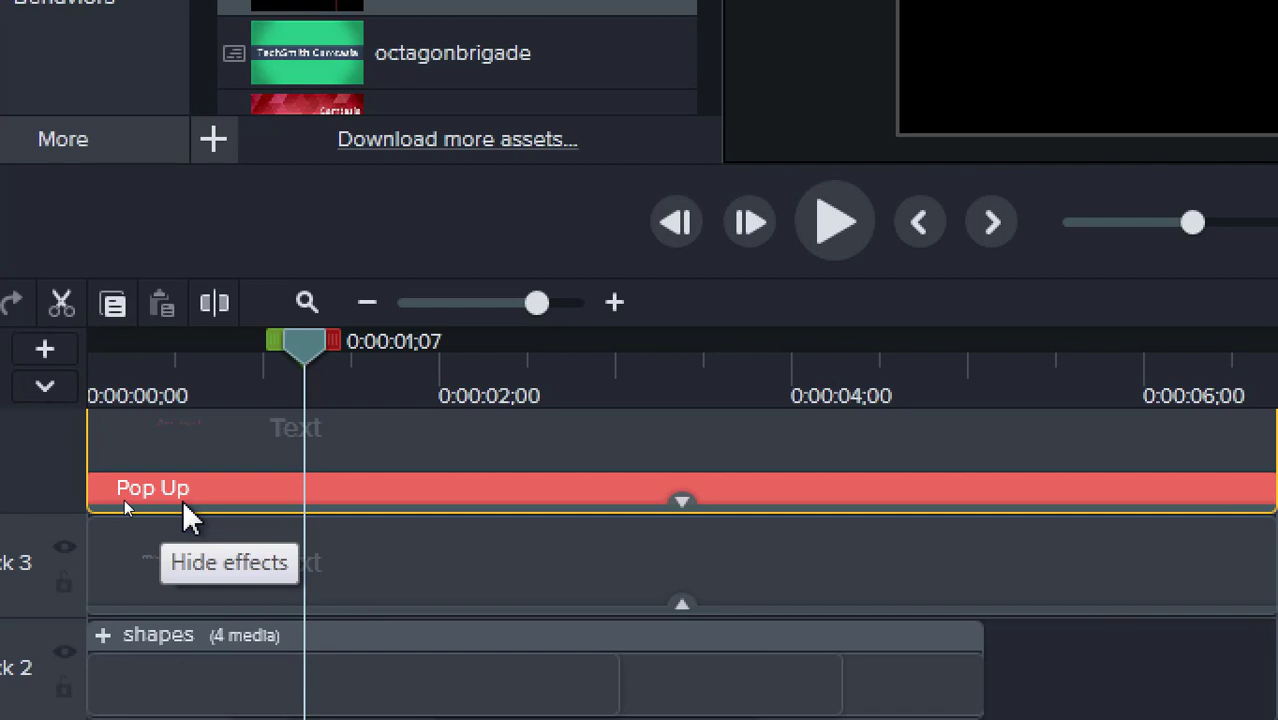 Behaviors
TechSmith Camtasia
octagonbrigade
Camtasia
More
Download more assets...
0:00:01;07
0:00:00;00
0:00:02;00
0:00:04;00
0:00:06;00
Text
Pop Up
Hide effects
ck 3
xt
+ shapes (4 media)
ck 2